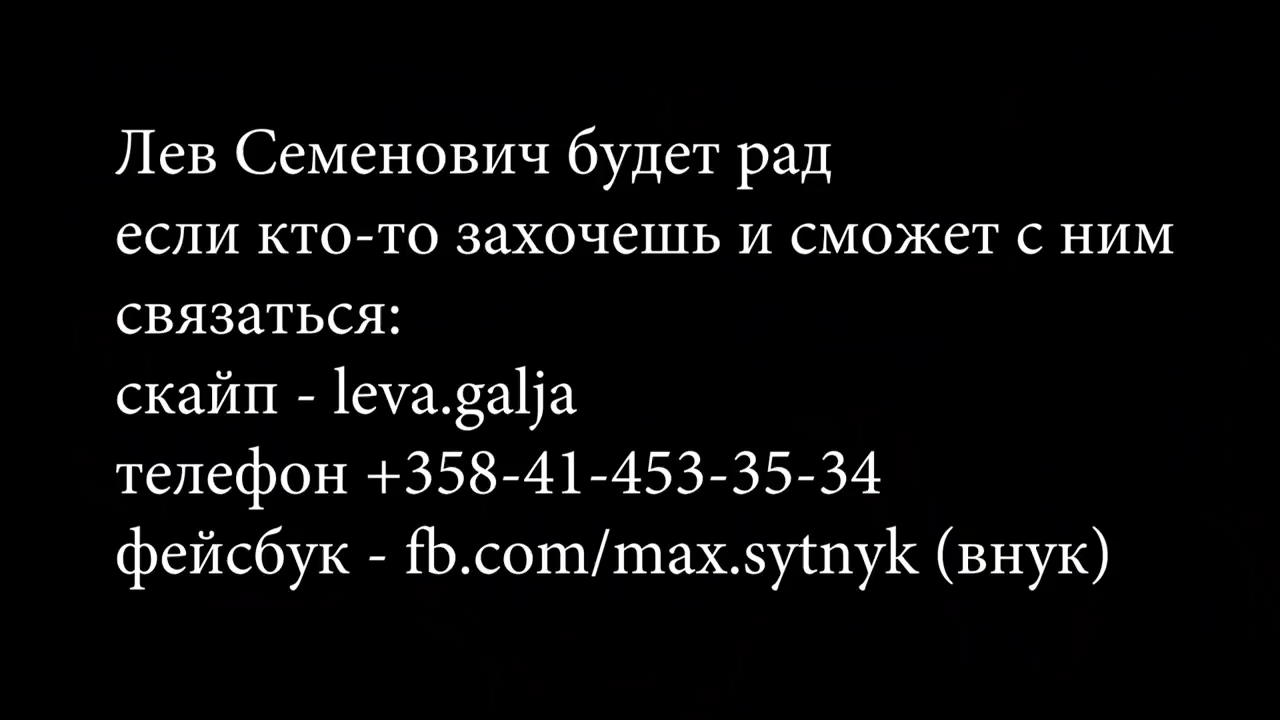 Лев Семенович будет рад
если кто-то захочешь и сможет с ним
связаться:
скайп - leva.galja
телефон +358-41-453-35-34
фейсбук - fb.com/max.sytnyk (внук)